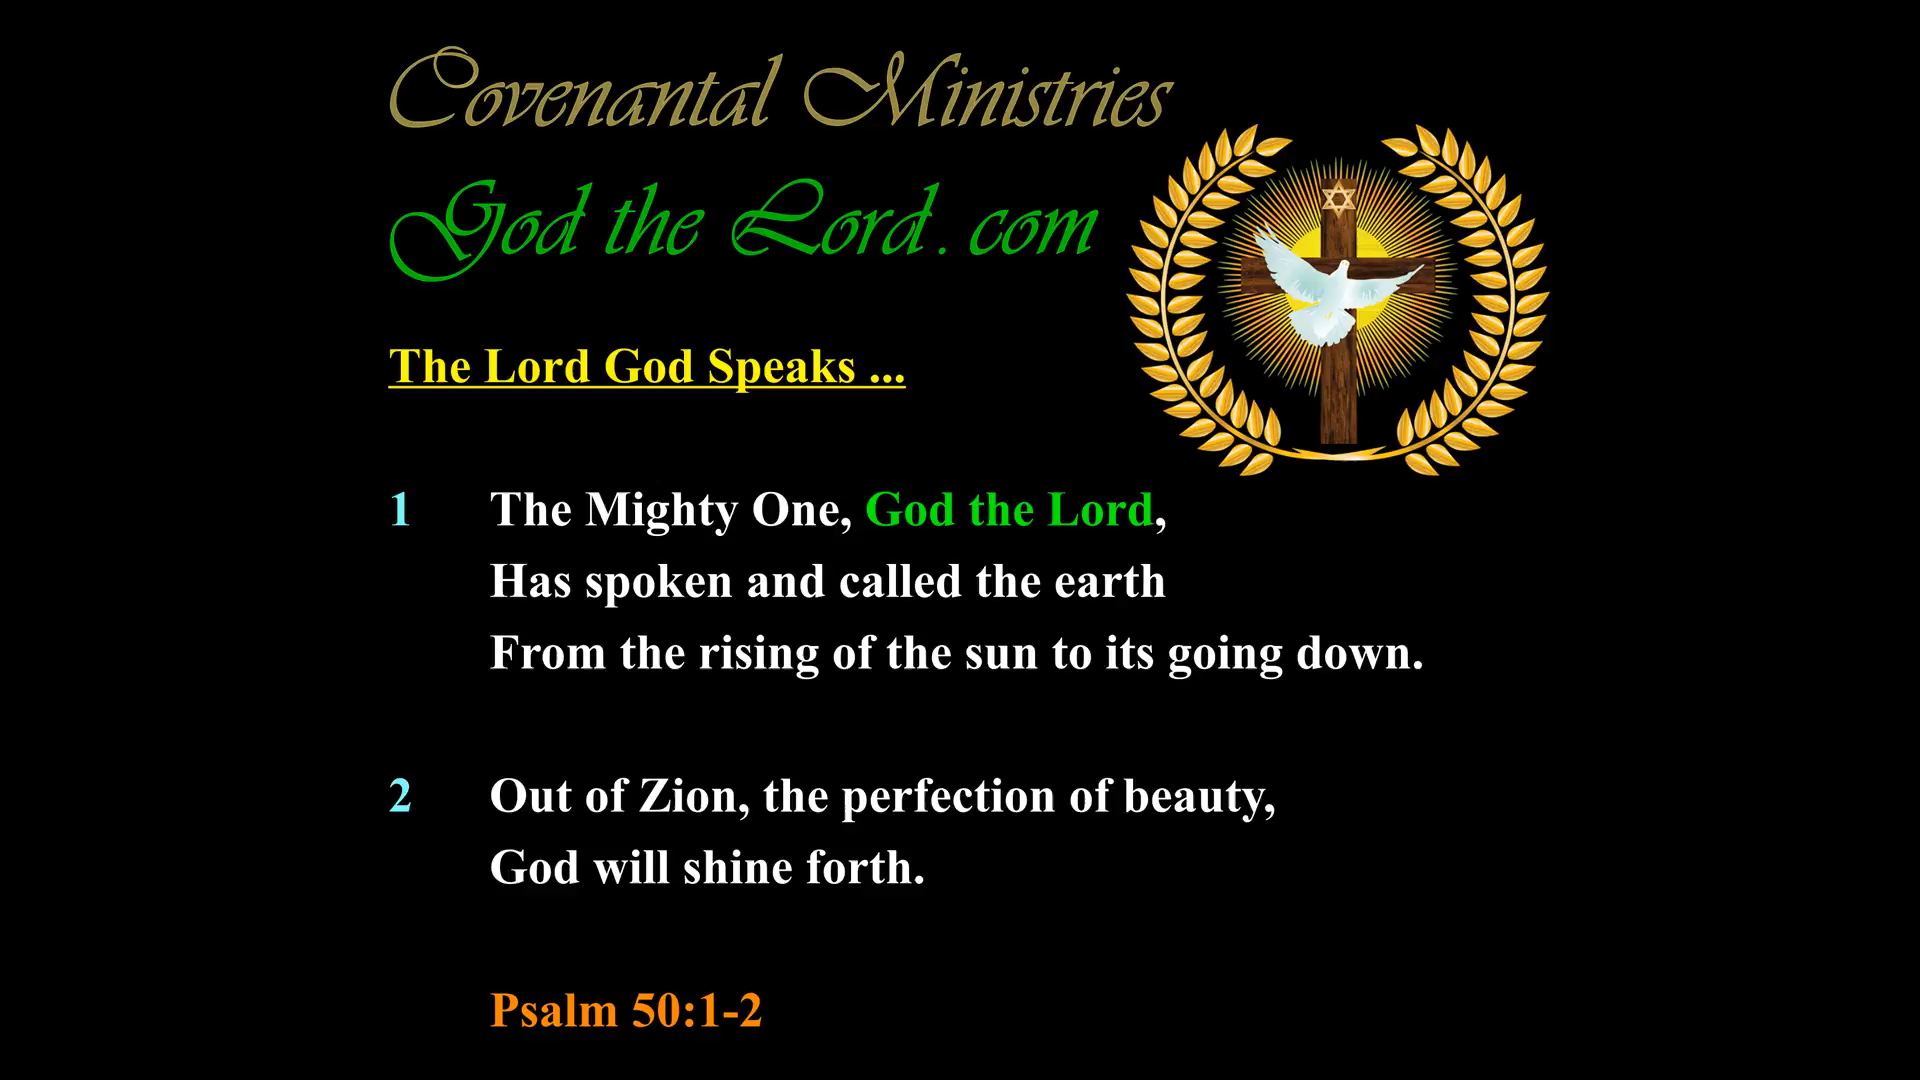 Covenantal Ministries
God the Lord.com
The Lord God Speaks ...
1 The Mighty One, God the Lord,
Has spoken and called the earth
From the rising of the sun to its going down.
2 Out of Zion, the perfection of beauty,
God will shine forth.
Psalm 50:1-2